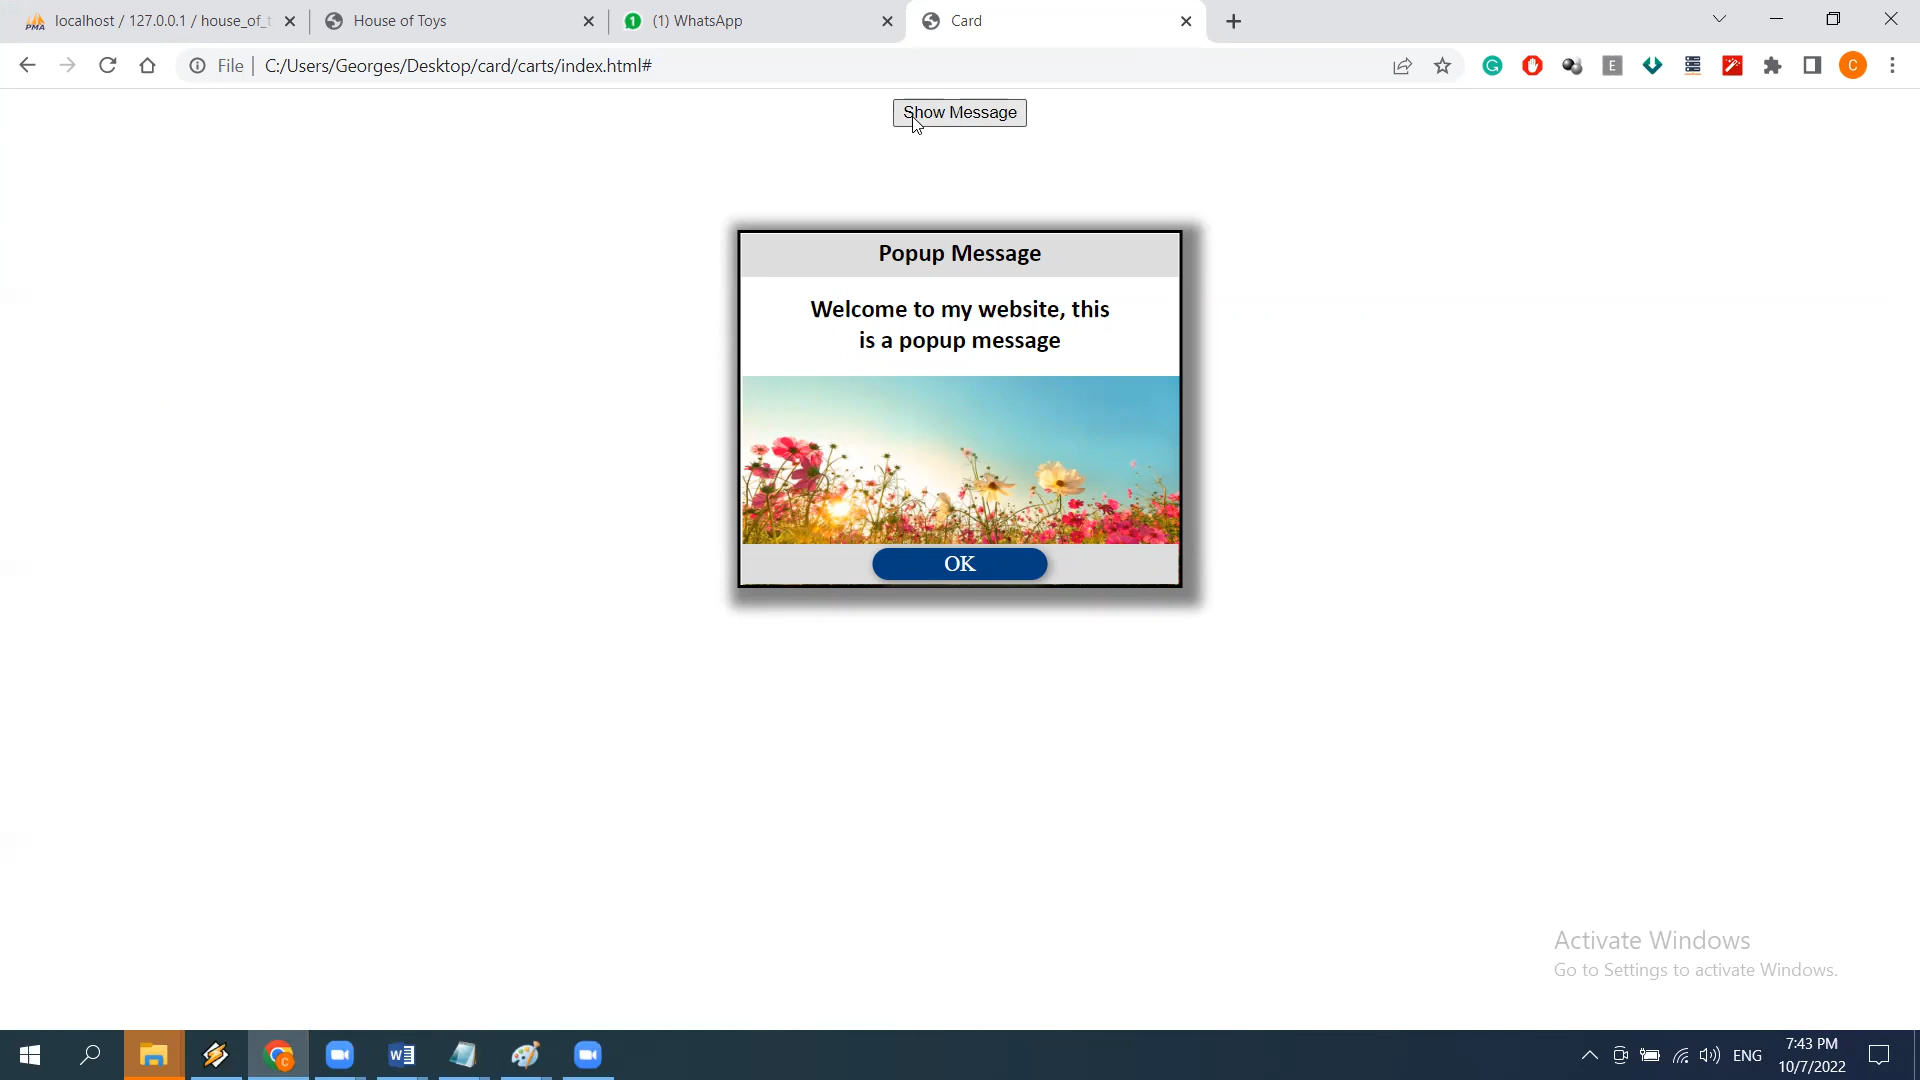 localhost / 127.0.0.1 / house_of_t
House of Toys
(1) WhatsApp
Card
File
C:/Users/Georges/Desktop/card/carts/index.html#
Show Message
Popup Message
Welcome to my website, this
is a popup message
OK
Activate Windows
Go to Settings to activate Windows.
ENG
7:43 PM
10/7/2022
PMA
1
G
E
C
W
C